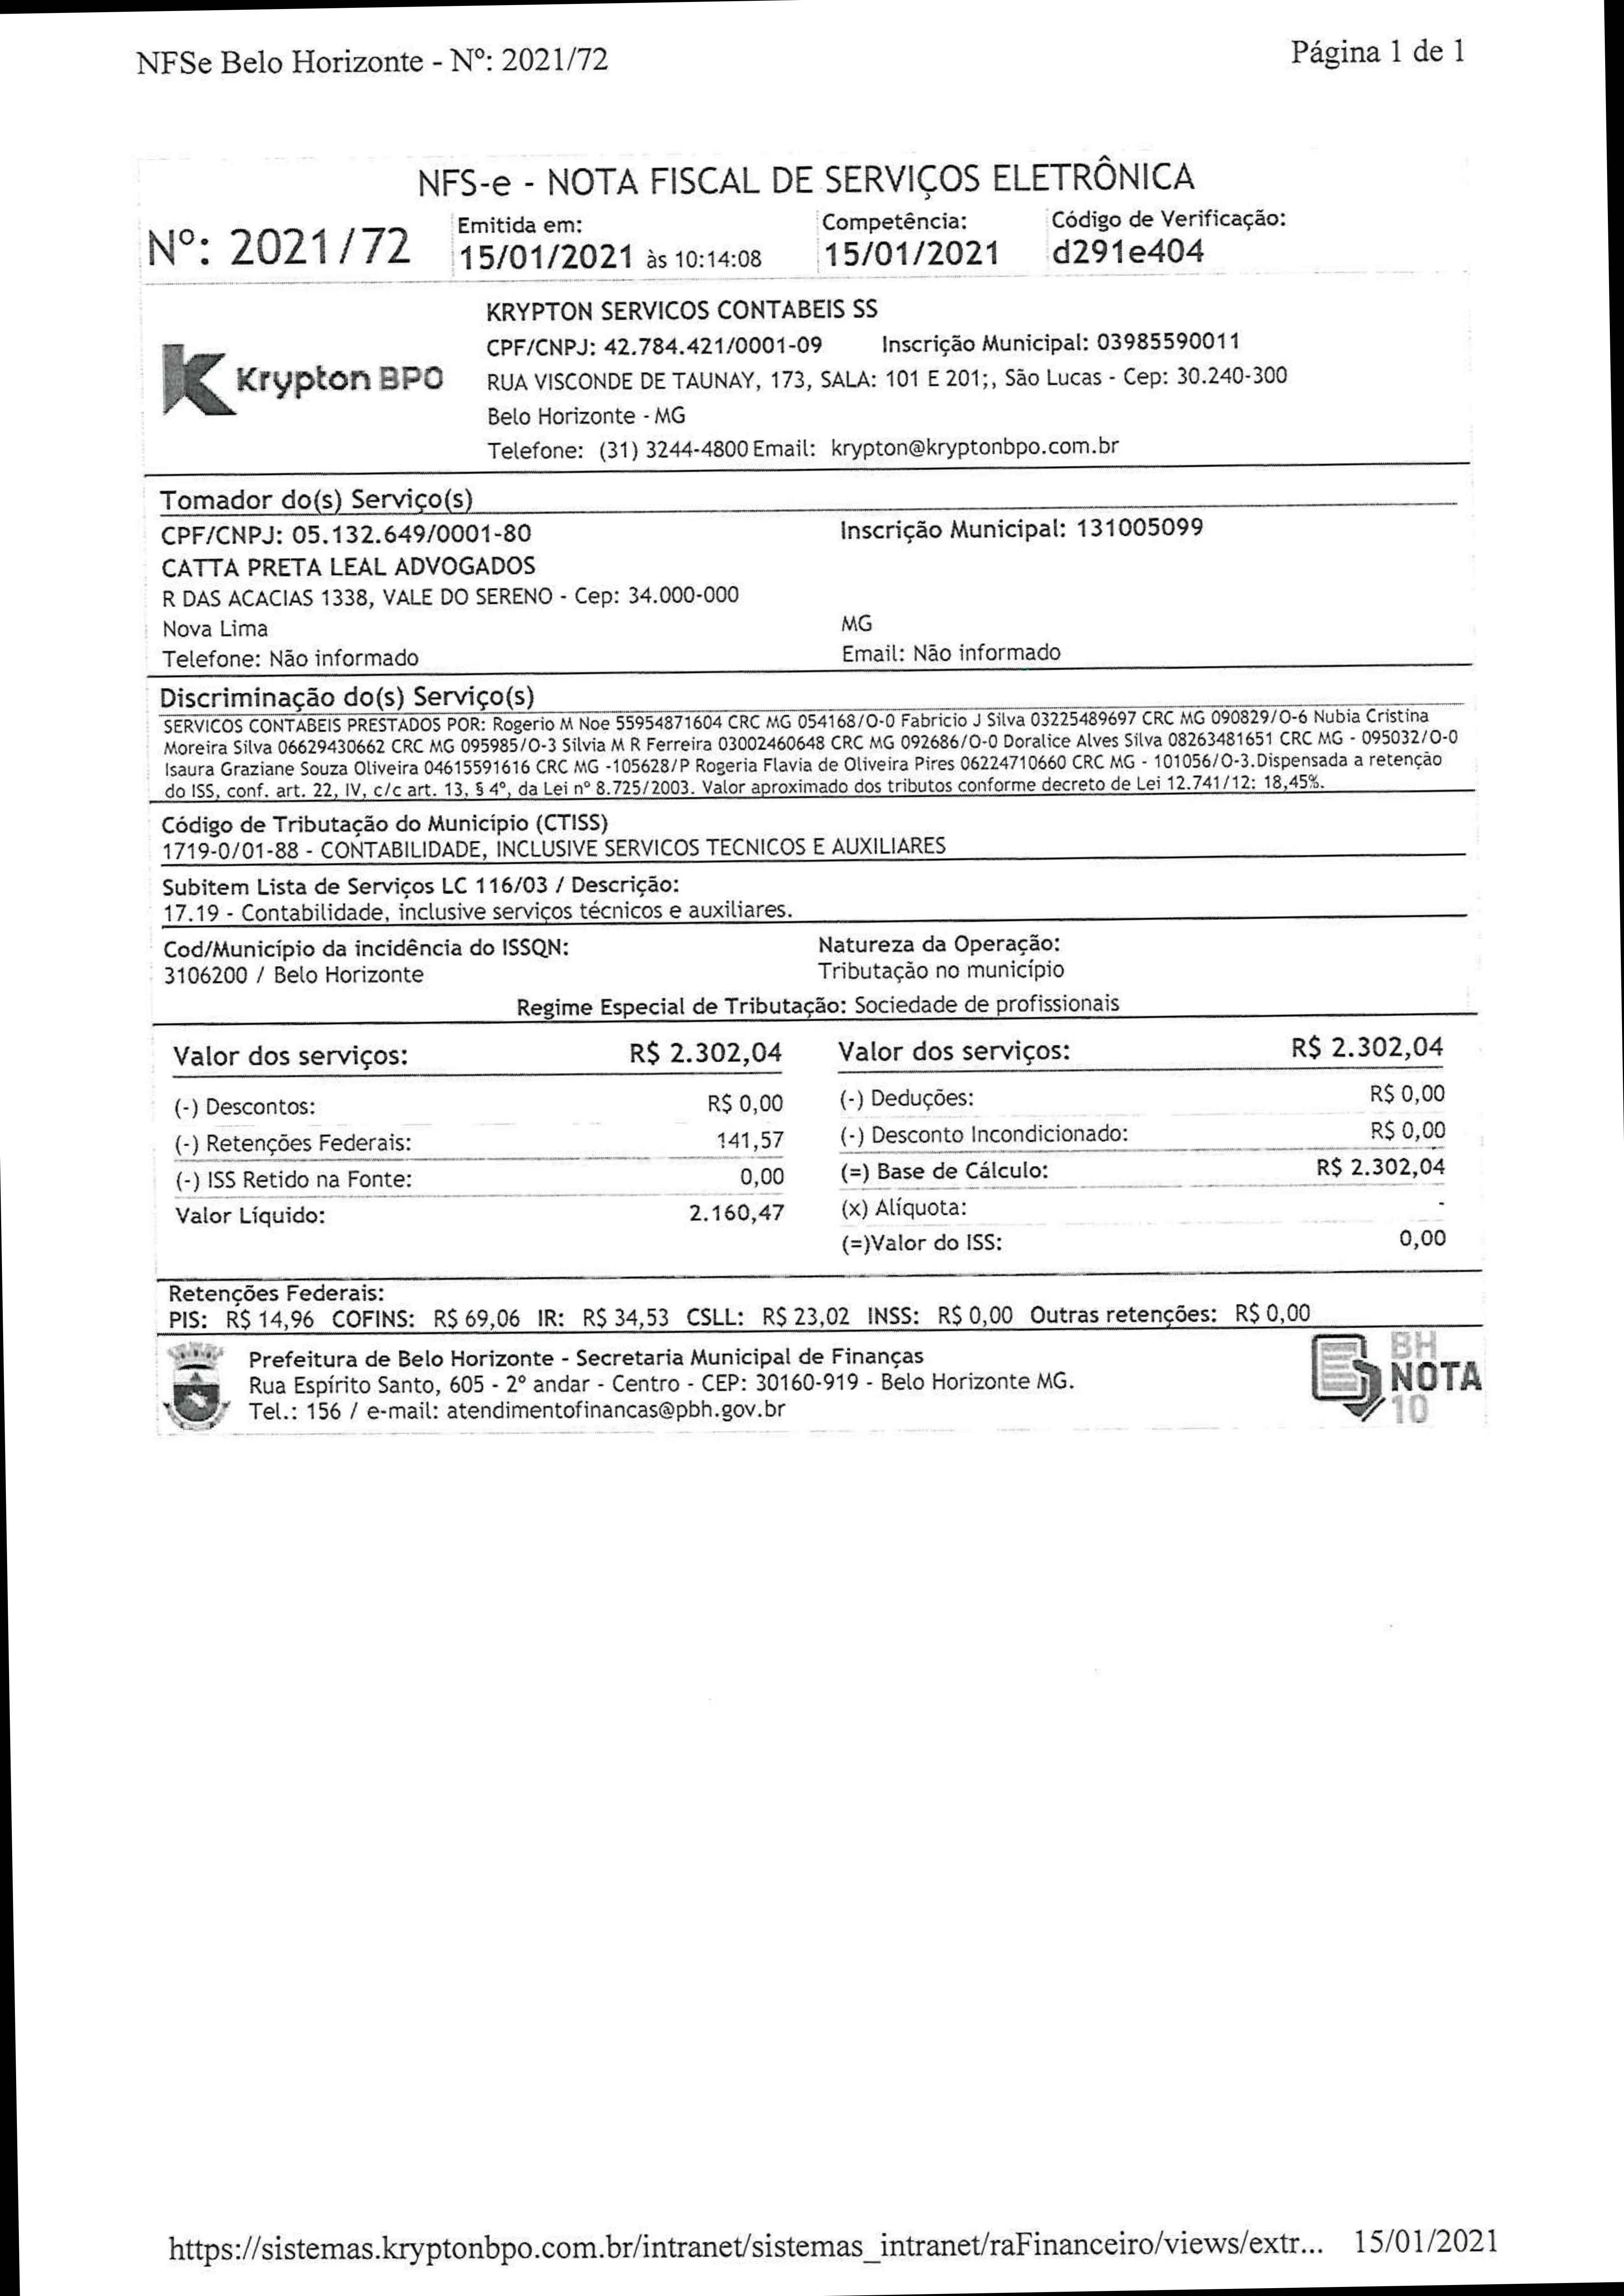 NFSe Belo Horizonte - Nº: 2021/72 Página 1 de 1
NFS-e - NOTA FISCAL DE SERVIÇOS ELETRÔNICA
Nº: 2021/72 Emitida em: 15/01/2021 às 10:14:08 Competência: 15/01/2021 Código de Verificação: d291e404
Krypton BPO
KRYPTON SERVICOS CONTABEIS SS
CPF/CNPJ: 42.784.421/0001-09 Inscrição Municipal: 03985590011
RUA VISCONDE DE TAUNAY, 173, SALA: 101 E 201;, São Lucas - Cep: 30.240-300
Belo Horizonte - MG
Telefone: (31) 3244-4800 Email: krypton@kryptonbpo.com.br
Tomador do(s) Serviço(s)
CPF/CNPJ: 05.132.649/0001-80 Inscrição Municipal: 131005099
CATTA PRETA LEAL ADVOGADOS
R DAS ACACIAS 1338, VALE DO SERENO - Cep: 34.000-000
Nova Lima MG
Telefone: Não informado Email: Não informado
Discriminação do(s) Serviço(s)
SERVICOS CONTABEIS PRESTADOS POR: Rogerio M Noe 55954871604 CRC MG 054168/O-0 Fabricio J Silva 03225489697 CRC MG 090829/O-6 Nubia Cristina
Moreira Silva 06629430662 CRC MG 095985/O-3 Silvia M R Ferreira 03002460648 CRC MG 092686/O-0 Doralice Alves Silva 08263481651 CRC MG - 095032/O-0
Isaura Graziane Souza Oliveira 04615591616 CRC MG -105628/P Rogeria Flavia de Oliveira Pires 06224710660 CRC MG - 101056/O-3.Dispensada a retenção
do ISS, conf. art. 22, IV, c/c art. 13, § 4º, da Lei nº 8.725/2003. Valor aproximado dos tributos conforme decreto de Lei 12.741/12: 18,45%.
Código de Tributação do Município (CTISS)
1719-0/01-88 - CONTABILIDADE, INCLUSIVE SERVICOS TECNICOS E AUXILIARES
Subitem Lista de Serviços LC 116/03 / Descrição:
17.19 - Contabilidade, inclusive serviços técnicos e auxiliares.
Cod/Município da incidência do ISSQN: Natureza da Operação:
3106200 / Belo Horizonte Tributação no município
Regime Especial de Tributação: Sociedade de profissionais
Valor dos serviços: R$ 2.302,04 Valor dos serviços: R$ 2.302,04
(-) Descontos: R$ 0,00 (-) Deduções: R$ 0,00
(-) Retenções Federais: 141,57 (-) Desconto Incondicionado: R$ 0,00
(-) ISS Retido na Fonte: 0,00 (=) Base de Cálculo: R$ 2.302,04
Valor Líquido: 2.160,47 (x) Alíquota: -
(=)Valor do ISS: 0,00
Retenções Federais:
PIS: R$ 14,96 COFINS: R$ 69,06 IR: R$ 34,53 CSLL: R$ 23,02 INSS: R$ 0,00 Outras retenções: R$ 0,00
Prefeitura de Belo Horizonte - Secretaria Municipal de Finanças
Rua Espírito Santo, 605 - 2º andar - Centro - CEP: 30160-919 - Belo Horizonte MG.
Tel.: 156 / e-mail: atendimentofinancas@pbh.gov.br
BH
NOTA
10
https://sistemas.kryptonbpo.com.br/intranet/sistemas_intranet/raFinanceiro/views/extr... 15/01/2021